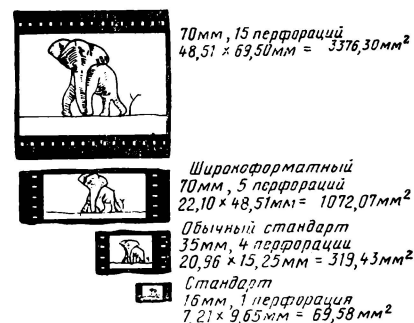 70мм, 15 перфораций
48,51 × 69,50мм = 3376,30мм²
Широкоформатный
70мм, 5 перфораций
22,10 × 48,51мм = 1072,07мм²
Обычный стандарт
35мм, 4 перфорации
20,96 × 15,25мм = 319,43мм²
Стандарт
16мм, 1 перфорация
7,21 × 9,65мм = 69,58мм²